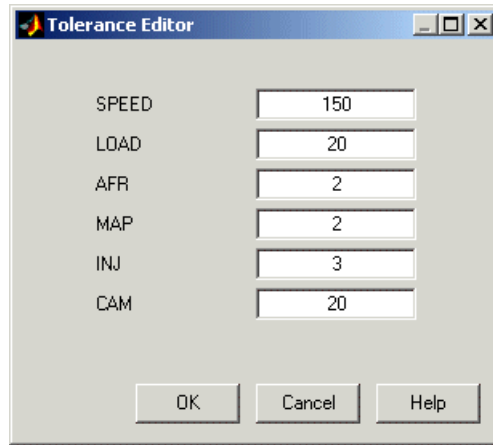 Tolerance Editor
SPEED 150
LOAD 20
AFR 2
MAP 2
INJ 3
CAM 20
OK Cancel Help